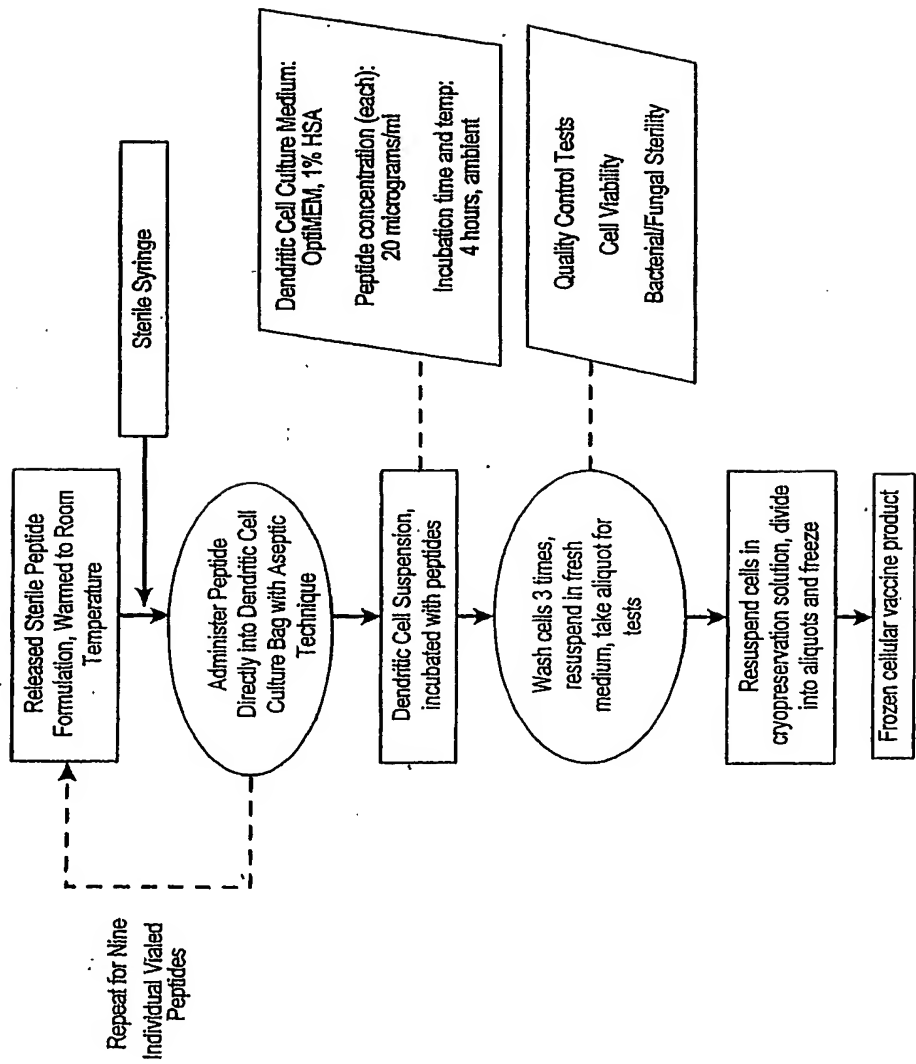 Repeat for Nine
Individual Vialed
Peptides
Released Sterile Peptide
Formulation, Warmed to Room
Temperature
Sterile Syringe
Administer Peptide
Directly into Dendritic Cell
Culture Bag with Aseptic
Technique
Dendritic Cell Suspension,
incubated with peptides
Dendritic Cell Culture Medium:
OptiMEM, 1% HSA
Peptide concentration (each):
20 micrograms/ml
Incubation time and temp:
4 hours, ambient
Wash cells 3 times,
resuspend in fresh
medium, take aliquot for
tests
Quality Control Tests
Cell Viability
Bacterial/Fungal Sterility
Resuspend cells in
cryopreservation solution, divide
into aliquots and freeze
Frozen cellular vaccine product